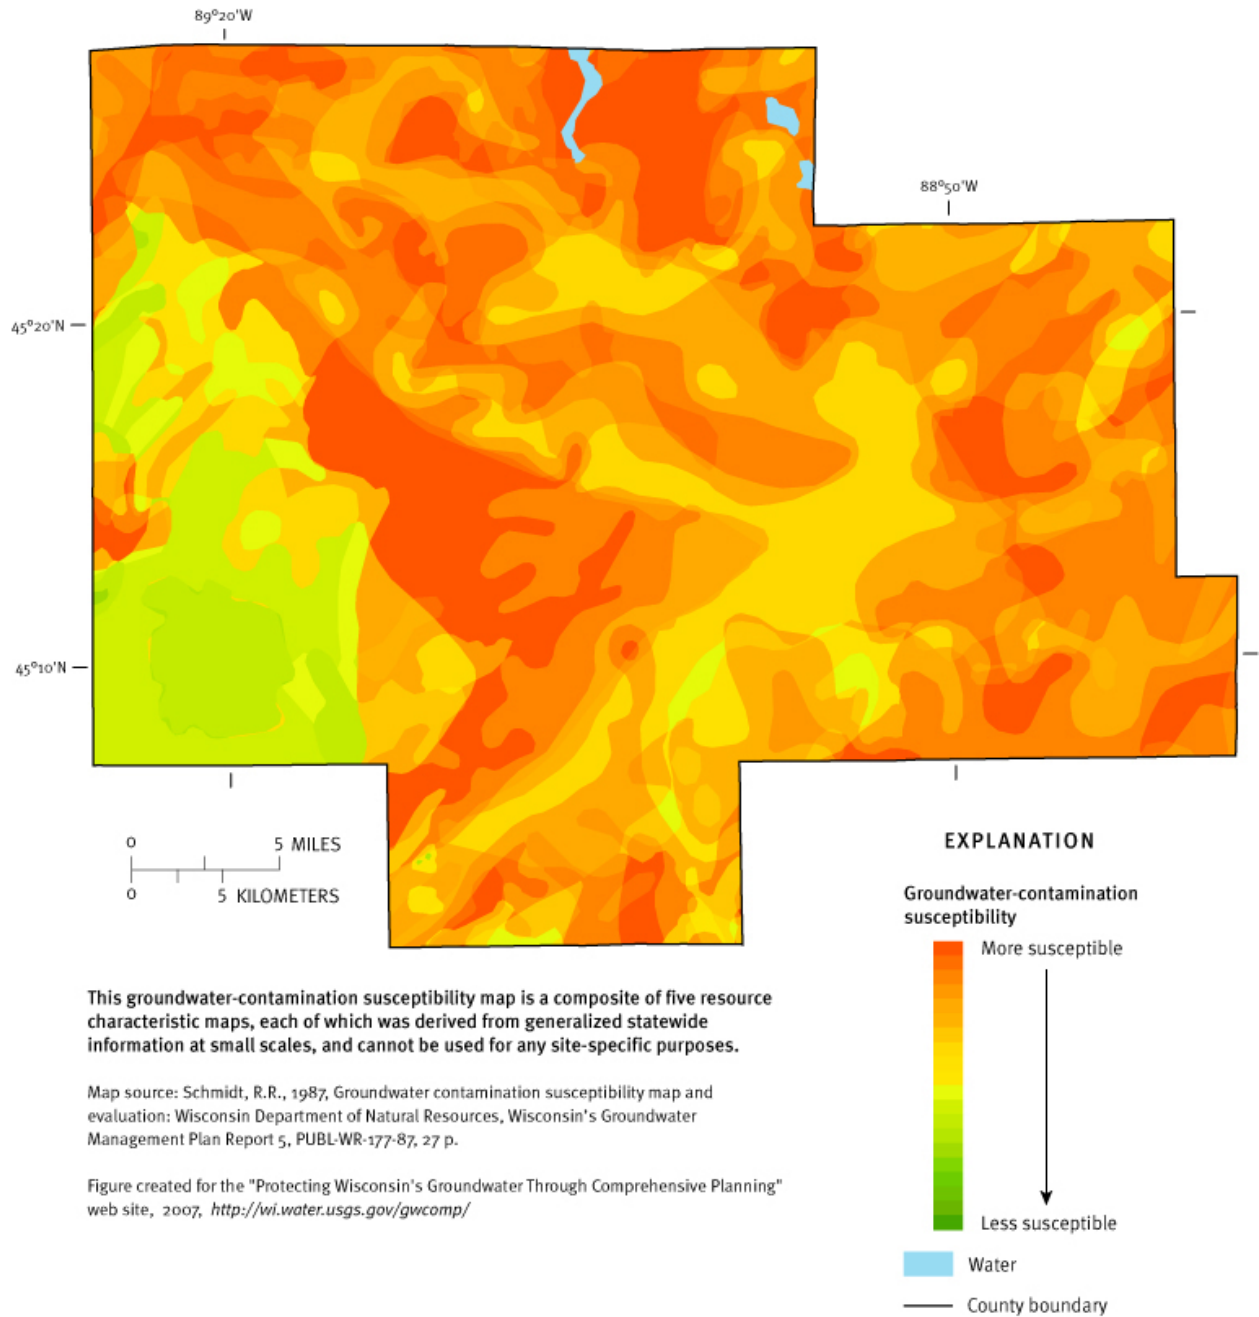 89°20'W
88°50'W
45°20'N
45°10'N
0 5 MILES
0 5 KILOMETERS
EXPLANATION
Groundwater-contamination
susceptibility
More susceptible
Less susceptible
Water
County boundary
This groundwater-contamination susceptibility map is a composite of five resource
characteristic maps, each of which was derived from generalized statewide
information at small scales, and cannot be used for any site-specific purposes.
Map source: Schmidt, R.R., 1987, Groundwater contamination susceptibility map and
evaluation: Wisconsin Department of Natural Resources, Wisconsin's Groundwater
Management Plan Report 5, PUBL-WR-177-87, 27 p.
Figure created for the "Protecting Wisconsin's Groundwater Through Comprehensive Planning"
web site, 2007, http://wi.water.usgs.gov/gwcomp/